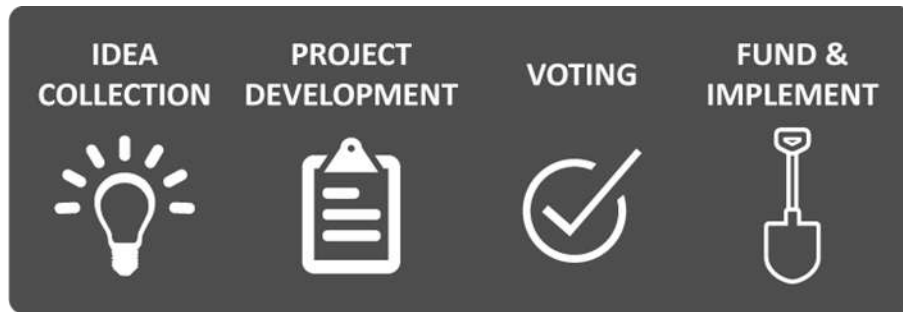 IDEA
COLLECTION
PROJECT
DEVELOPMENT
VOTING
FUND &
IMPLEMENT